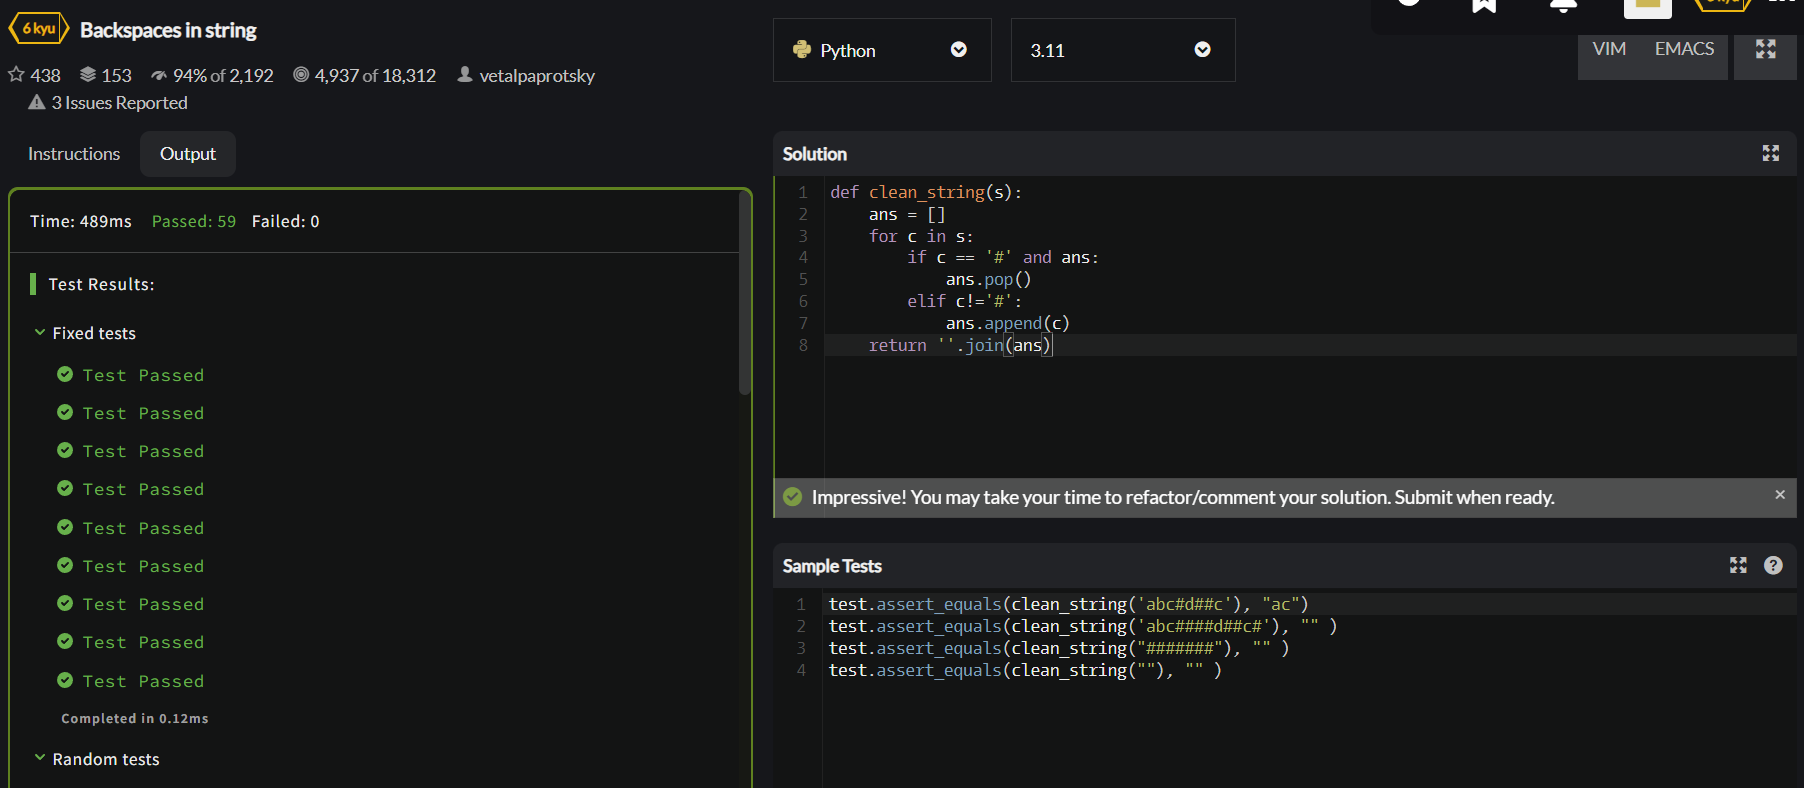 6 kyu Backspaces in string
438 153 94% of 2,192 4,937 of 18,312 vetalpaprotsky
3 Issues Reported
Instructions Output
Time: 489ms Passed: 59 Failed: 0
Test Results:
Fixed tests
Test Passed
Test Passed
Test Passed
Test Passed
Test Passed
Test Passed
Test Passed
Test Passed
Test Passed
Completed in 0.12ms
Random tests
Python 3.11
VIM EMACS
Solution
1 def clean_string(s):
2     ans = []
3     for c in s:
4         if c == '#' and ans:
5             ans.pop()
6         elif c!='#':
7             ans.append(c)
8     return ''.join(ans)
Impressive! You may take your time to refactor/comment your solution. Submit when ready. ×
Sample Tests ?
1 test.assert_equals(clean_string('abc#d##c'), "ac")
2 test.assert_equals(clean_string('abc####d##c#'), "" )
3 test.assert_equals(clean_string("#######"), "" )
4 test.assert_equals(clean_string(""), "" )